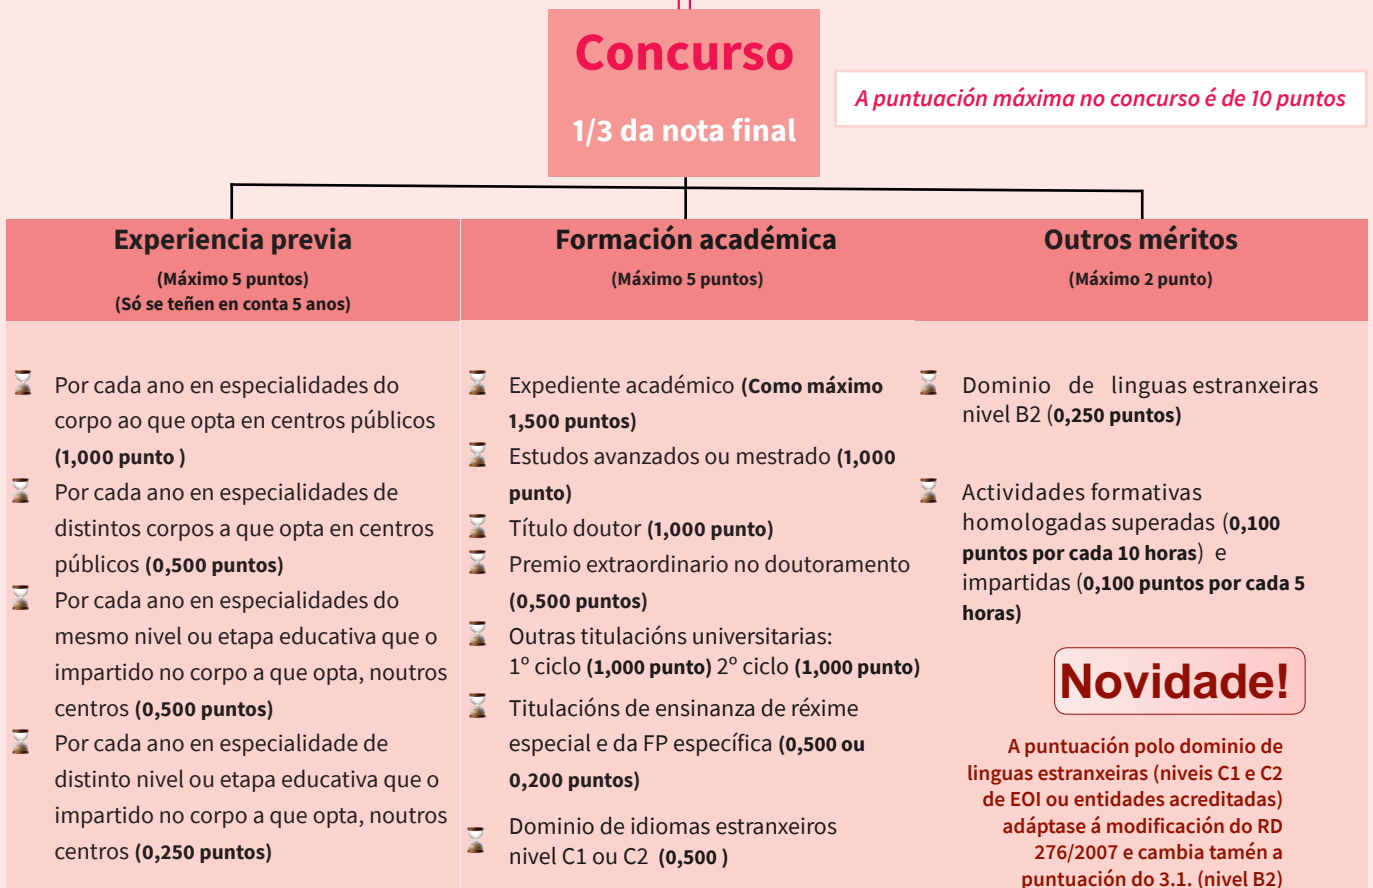 Concurso
1/3 da nota final
A puntuación máxima no concurso é de 10 puntos
Experiencia previa
(Máximo 5 puntos)
(Só se teñen en conta 5 anos)
Por cada ano en especialidades do
corpo ao que opta en centros públicos
(1,000 punto )
Por cada ano en especialidades de
distintos corpos a que opta en centros
públicos (0,500 puntos)
Por cada ano en especialidades do
mesmo nivel ou etapa educativa que o
impartido no corpo a que opta, noutros
centros (0,500 puntos)
Por cada ano en especialidade de
distinto nivel ou etapa educativa que o
impartido no corpo a que opta, noutros
centros (0,250 puntos)
Formación académica
(Máximo 5 puntos)
Expediente académico (Como máximo
1,500 puntos)
Estudos avanzados ou mestrado (1,000
punto)
Título doutor (1,000 punto)
Premio extraordinario no doutoramento
(0,500 puntos)
Outras titulacións universitarias:
1º ciclo (1,000 punto) 2º ciclo (1,000 punto)
Titulacións de ensinanza de réxime
especial e da FP específica (0,500 ou
0,200 puntos)
Dominio de idiomas estranxeiros
nivel C1 ou C2 (0,500 )
Outros méritos
(Máximo 2 punto)
Dominio de linguas estranxeiras
nivel B2 (0,250 puntos)
Actividades formativas
homologadas superadas (0,100
puntos por cada 10 horas) e
impartidas (0,100 puntos por cada 5
horas)
Novidade!
A puntuación polo dominio de
linguas estranxeiras (niveis C1 e C2
de EOI ou entidades acreditadas)
adáptase á modificación do RD
276/2007 e cambia tamén a
puntuación do 3.1. (nivel B2)